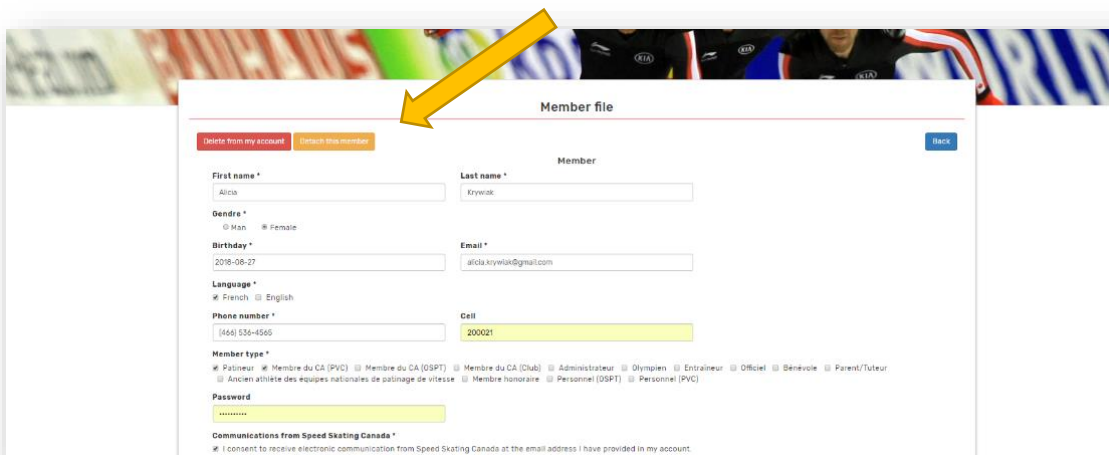 KIA
KIA
Member file
Delete from my account Detach this member Back
Member
First name * Last name *
Alicia Krywiak
Gendre *
Man Female
Birthday * Email *
2018-08-27 alicia.krywiak@gmail.com
Language *
French English
Phone number * Cell
(466) 536-4565 200021
Member type *
Patineur Membre du CA (PVC) Membre du CA (OSPT) Membre du CA (Club) Administrateur Olympien Entraîneur Officiel Bénévole Parent/Tuteur
Ancien athlète des équipes nationales de patinage de vitesse Membre honoraire Personnel (OSPT) Personnel (PVC)
Password
••••••••••
Communications from Speed Skating Canada *
I consent to receive electronic communication from Speed Skating Canada at the email address I have provided in my account.